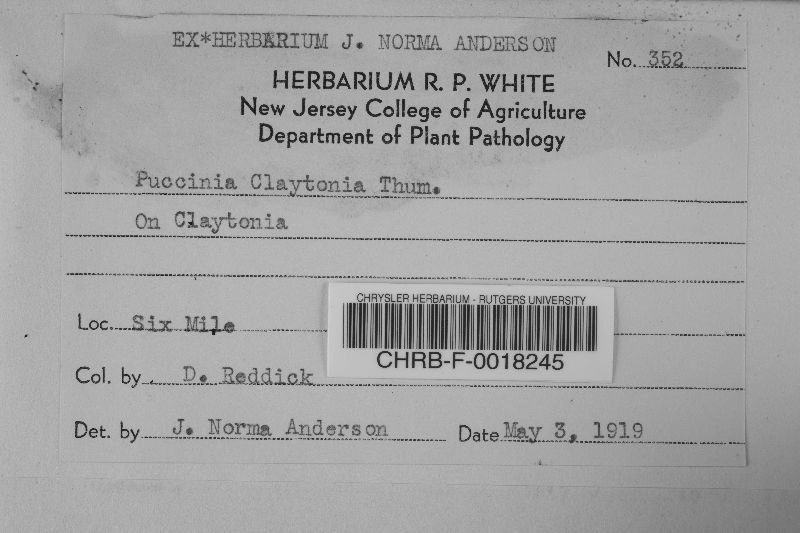 EX*HERBARIUM J. NORMA ANDERSON
No. 352
HERBARIUM R. P. WHITE
New Jersey College of Agriculture
Department of Plant Pathology
Puccinia Claytonia Thum.
On Claytonia
Loc. Six Mile
CHRYSLER HERBARIUM - RUTGERS UNIVERSITY
CHRB-F-0018245
Col. by D. Reddick
Det. by J. Norma Anderson
Date May 3, 1919